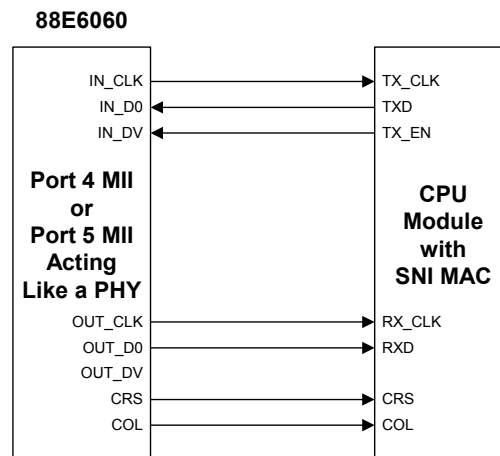 88E6060
IN_CLK TX_CLK
IN_D0 TXD
IN_DV TX_EN
Port 4 MII
or
Port 5 MII
Acting
Like a PHY
CPU
Module
with
SNI MAC
OUT_CLK RX_CLK
OUT_D0 RXD
OUT_DV
CRS CRS
COL COL